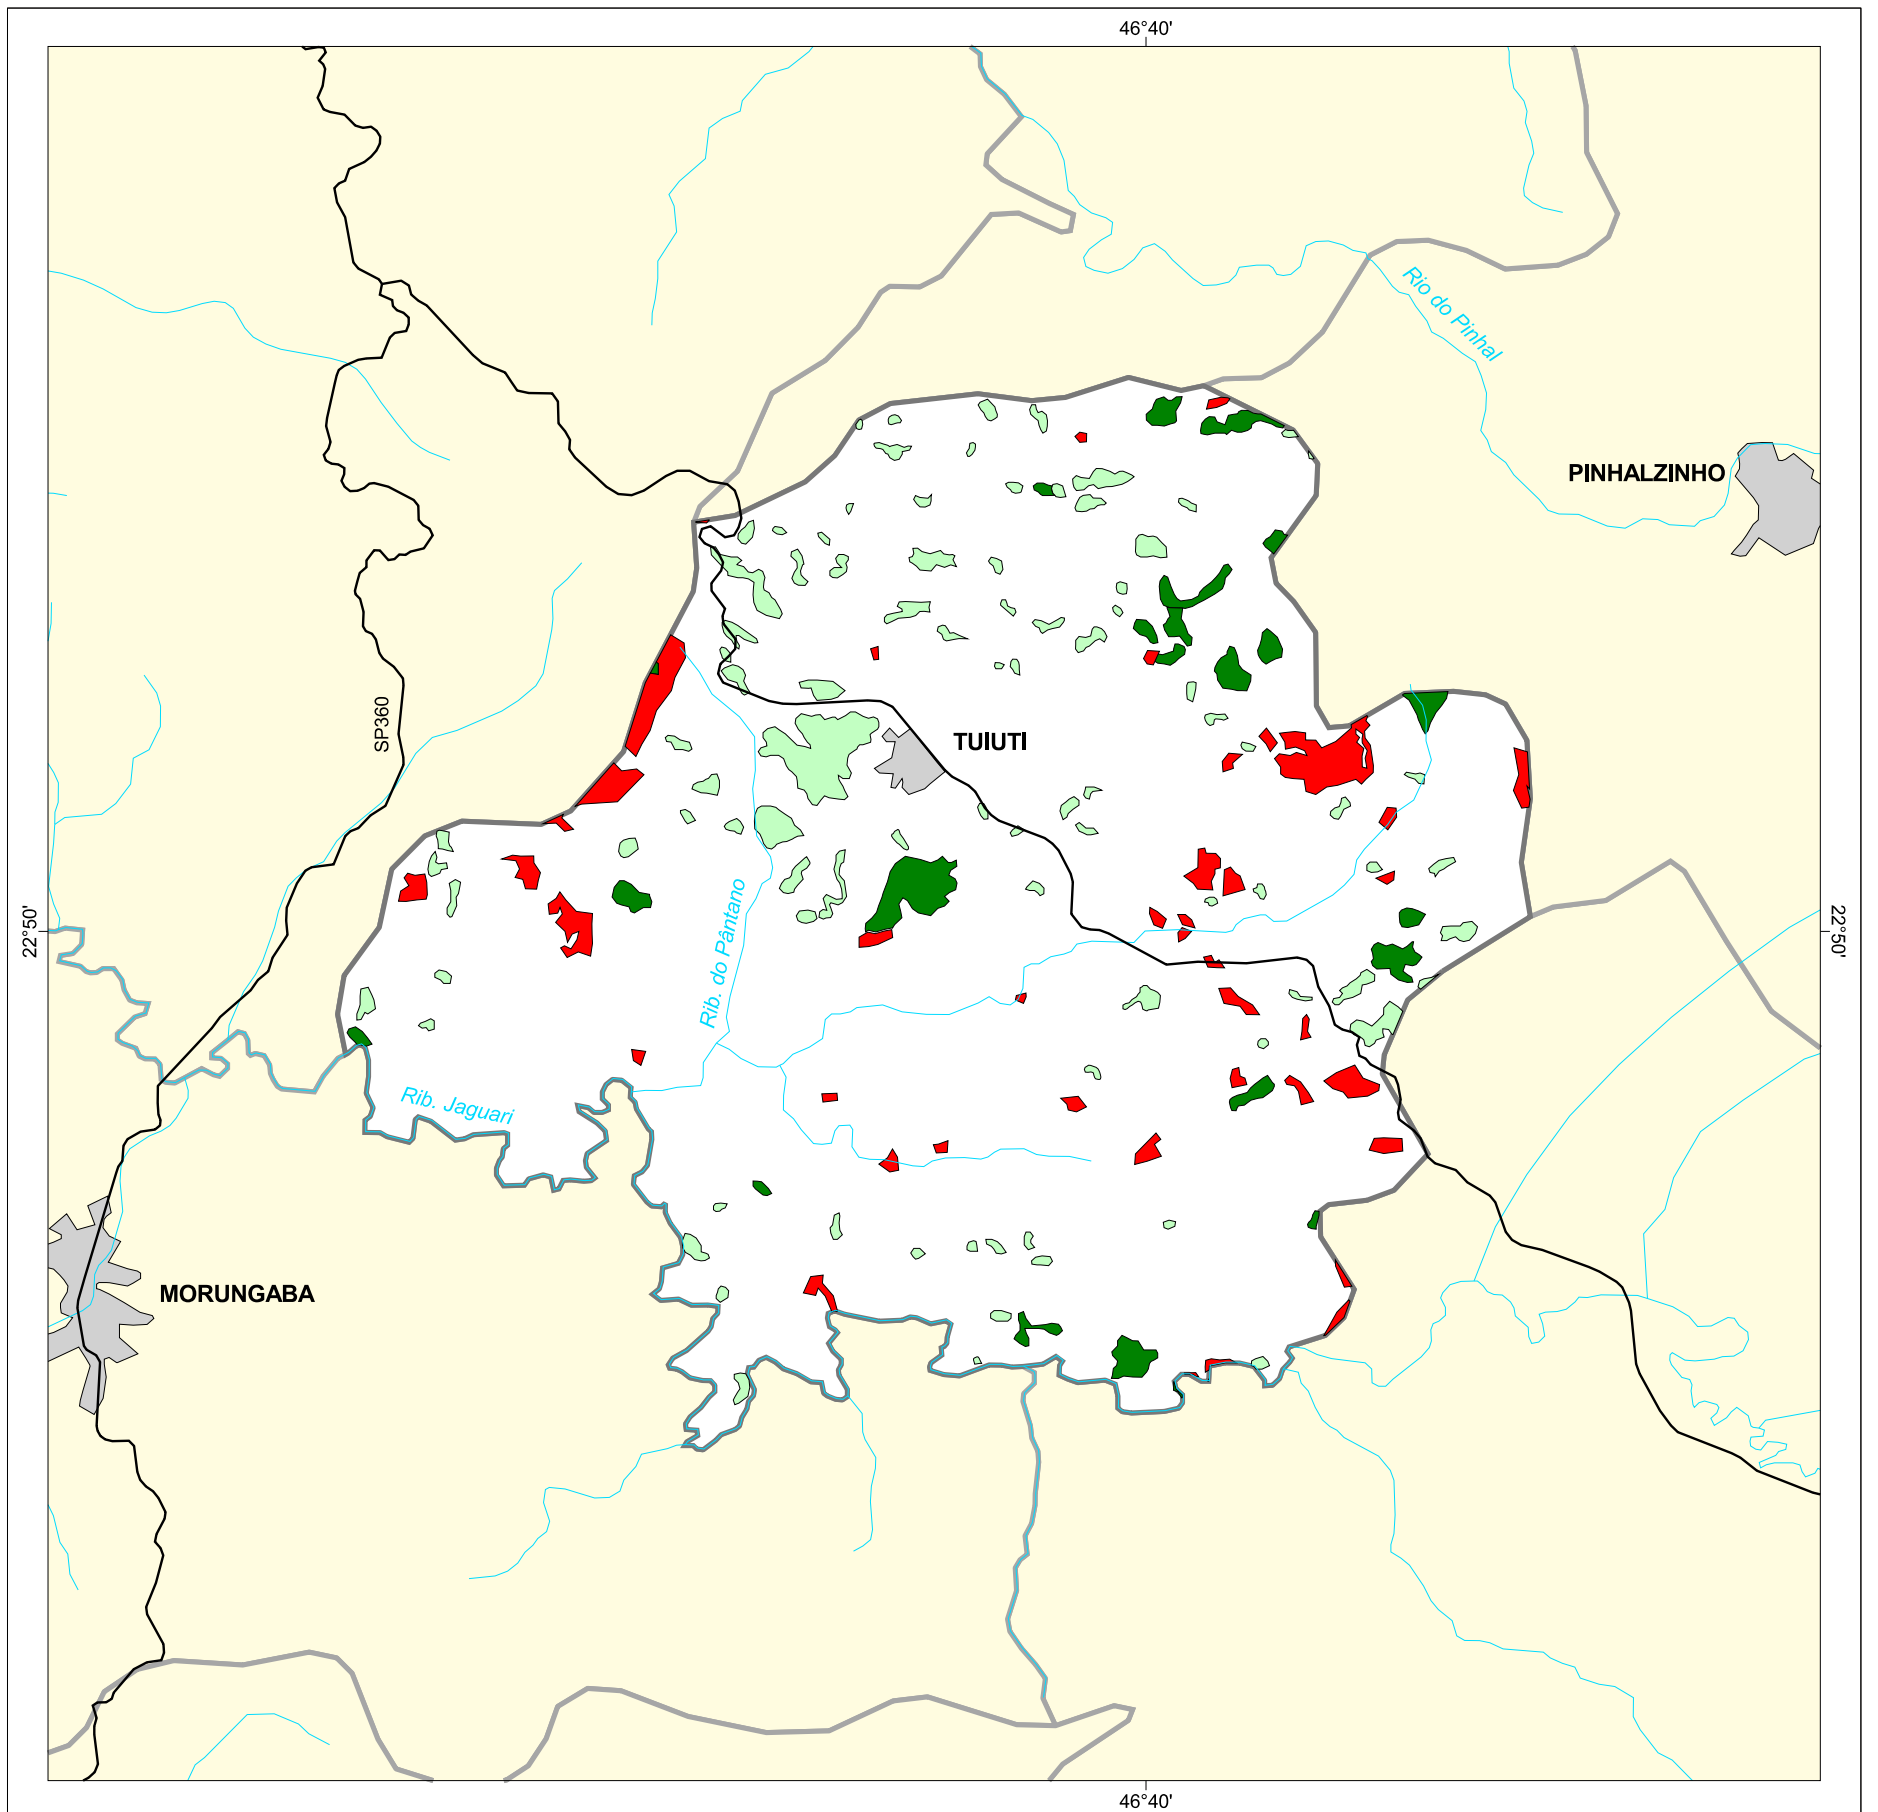 46°40'
Rio do Pinhal
PINHALZINHO
SP360
TUIUTI
22°50'
22°50'
Rib. do Pântano
Rib. Jaguari
MORUNGABA
46°40'